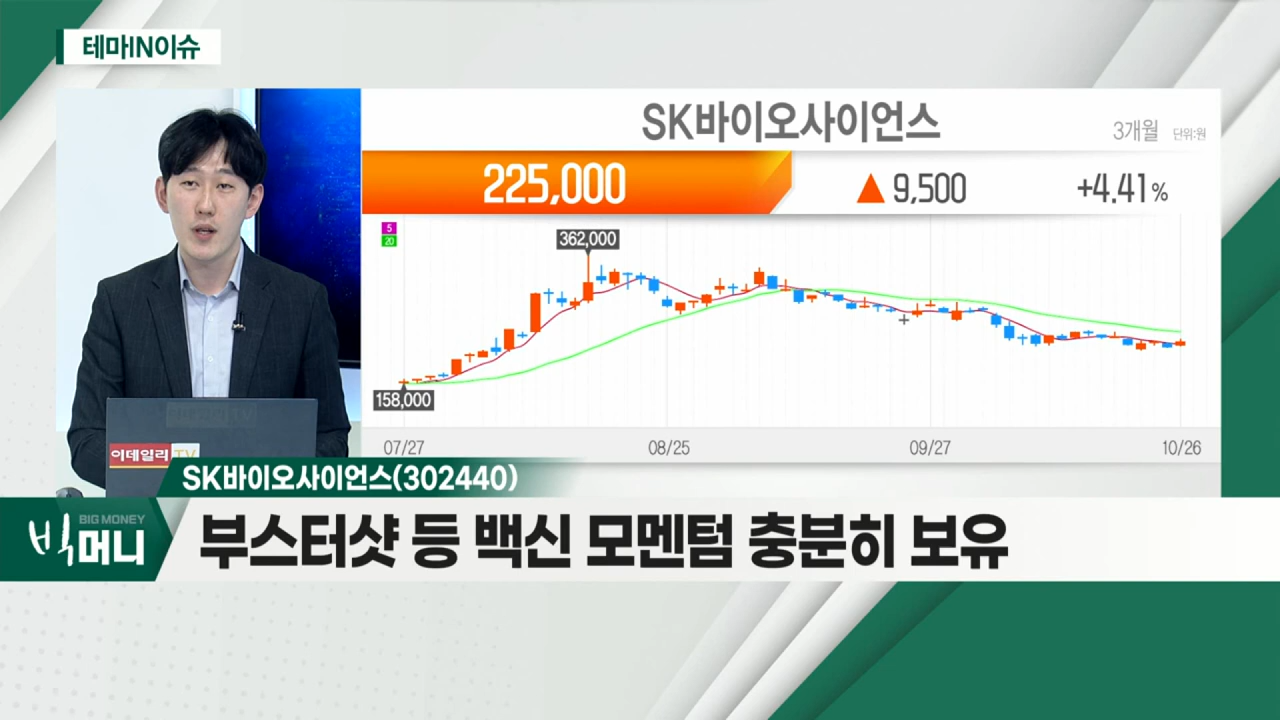 테마IN이슈
SK바이오사이언스
3개월 단위:원
225,000 ▲ 9,500 +4.41%
5
20
362,000
158,000
07/27 08/25 09/27 10/26
이데일리 TV
SK바이오사이언스(302440)
BIG MONEY
빅머니
부스터샷 등 백신 모멘텀 충분히 보유